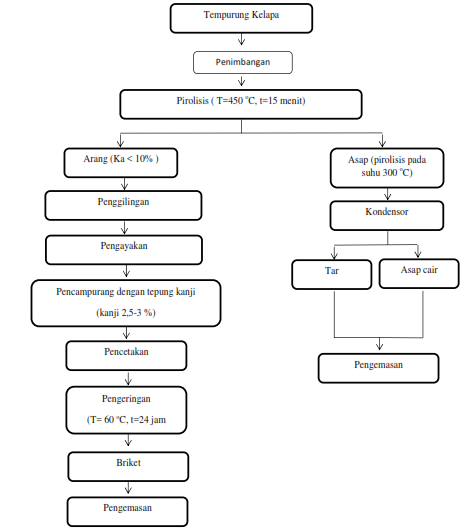 Tempurung Kelapa
Penimbangan
Pirolisis ( T=450 °C, t=15 menit)
Arang (Ka < 10% )
Penggilingan
Pengayakan
Pencampurang dengan tepung kanji
(kanji 2,5-3 %)
Pencetakan
Pengeringan
(T= 60 °C, t=24 jam
Briket
Pengemasan
Asap (pirolisis pada
suhu 300 °C)
Kondensor
Tar
Asap cair
Pengemasan